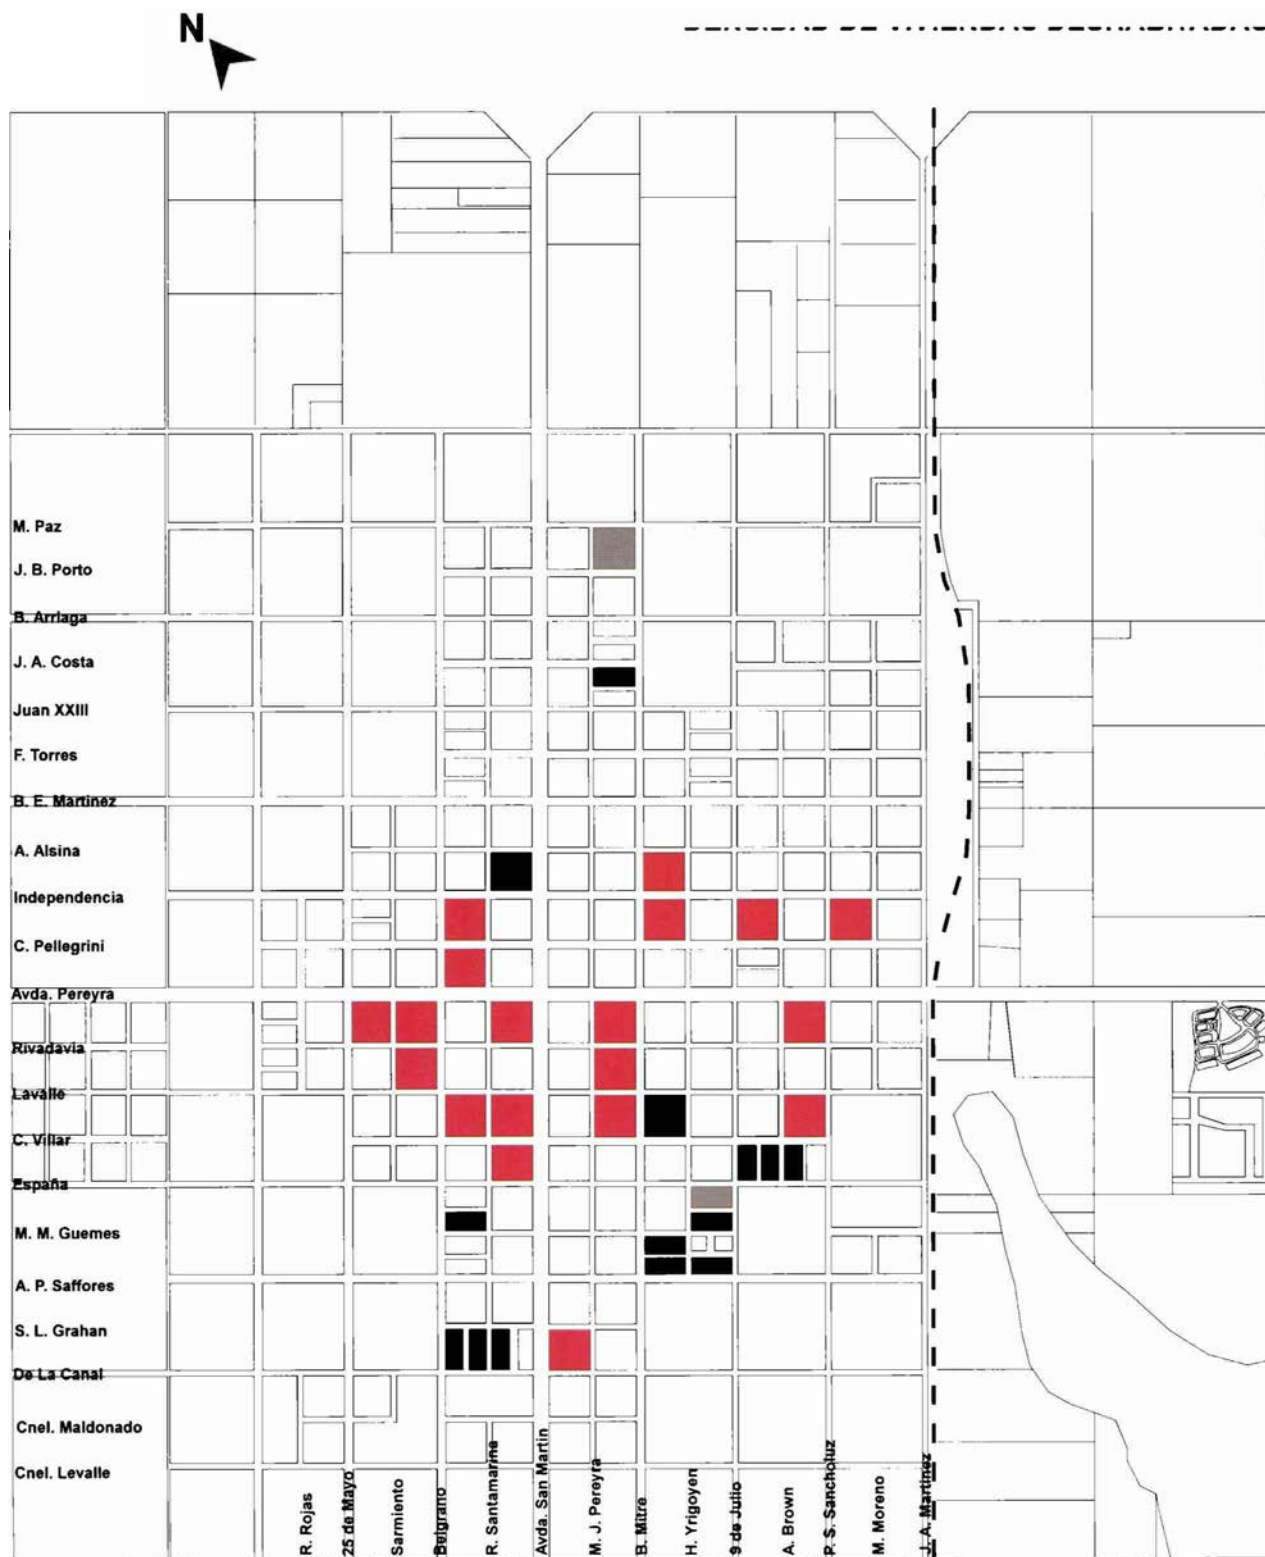 N
M. Paz
J. B. Porto
B. Arriaga
J. A. Costa
Juan XXIII
F. Torres
B. E. Martinez
A. Alsina
Independencia
C. Pellegrini
Avda. Pereyra
Rivadavia
Lavalle
C. Villar
España
M. M. Guemes
A. P. Saffores
S. L. Grahan
De La Canal
Cnel. Maldonado
Cnel. Levalle
R. Rojas
25 de Mayo
Sarmiento
Belgrano
R. Santamarina
Avda. San Martin
M. J. Pereyra
B. Mitre
H. Yrigoyen
9 de Julio
A. Brown
P. S. Sancholuz
M. Moreno
J. A. Martinez